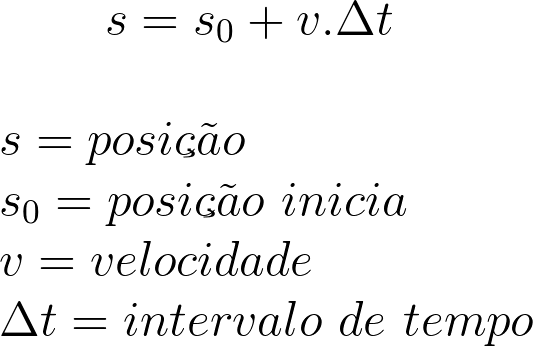 s = s₀ + v.Δt
s = posição
s₀ = posição inicia
v = velocidade
Δt = intervalo de tempo